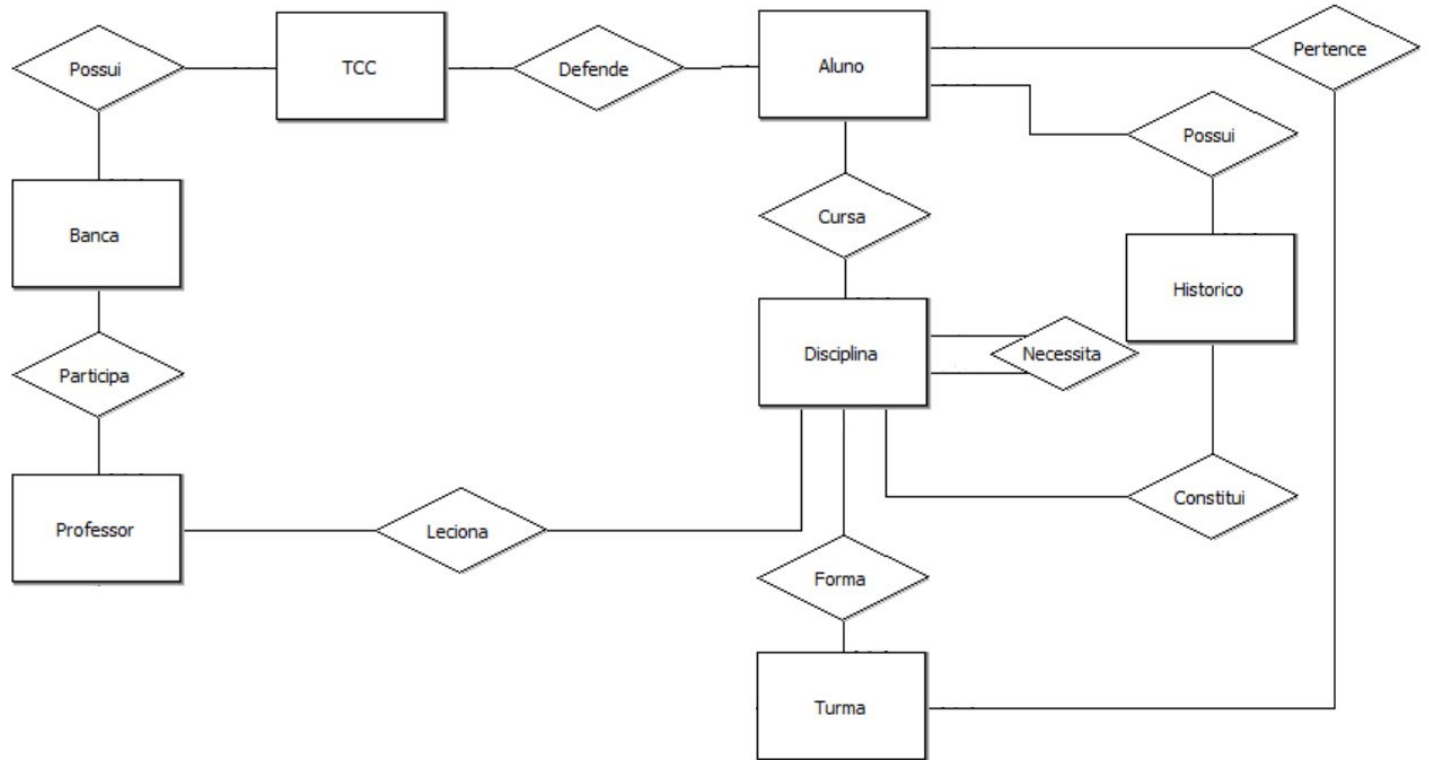 Possui
TCC
Defende
Aluno
Pertence
Possui
Cursa
Banca
Historico
Disciplina
Necessita
Participa
Constitui
Professor
Leciona
Forma
Turma